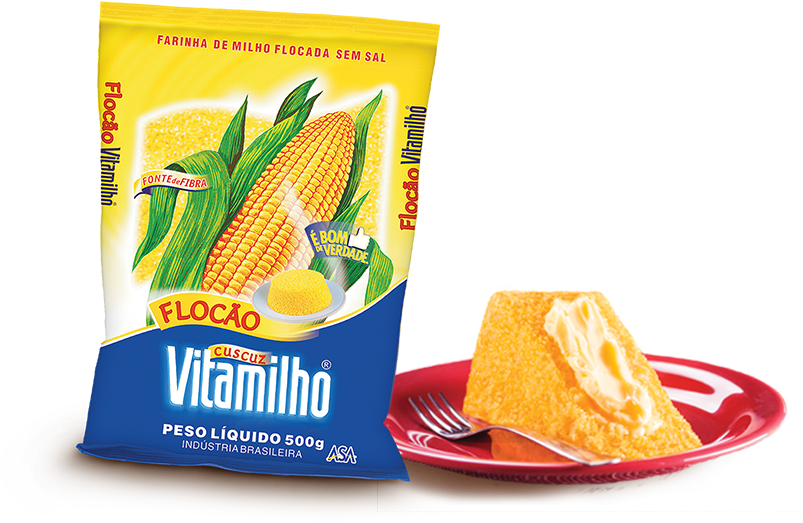 FARINHA DE MILHO FLOCADA SEM SAL
Flocão Vitamilho
Flocão Vitamilho
FONTE de FIBRA
É BOM
DE VERDADE
FLOCÃO
CUSCUZ
Vitamilho®
PESO LÍQUIDO 500g
INDÚSTRIA BRASILEIRA
ASA